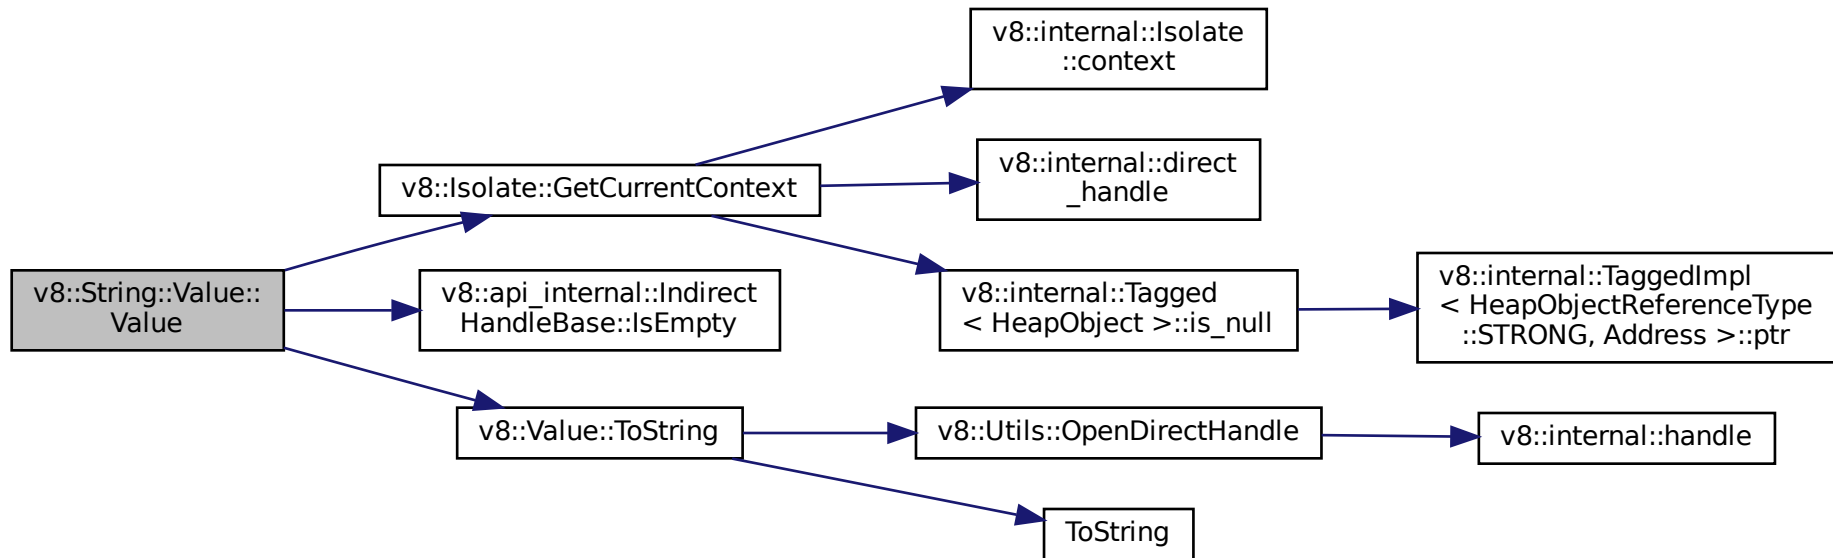 v8::internal::Isolate
::context
v8::internal::direct
_handle
v8::Isolate::GetCurrentContext
v8::String::Value::
Value
v8::api_internal::Indirect
HandleBase::IsEmpty
v8::internal::Tagged
< HeapObject >::is_null
v8::internal::TaggedImpl
< HeapObjectReferenceType
::STRONG, Address >::ptr
v8::Value::ToString
v8::Utils::OpenDirectHandle
v8::internal::handle
ToString